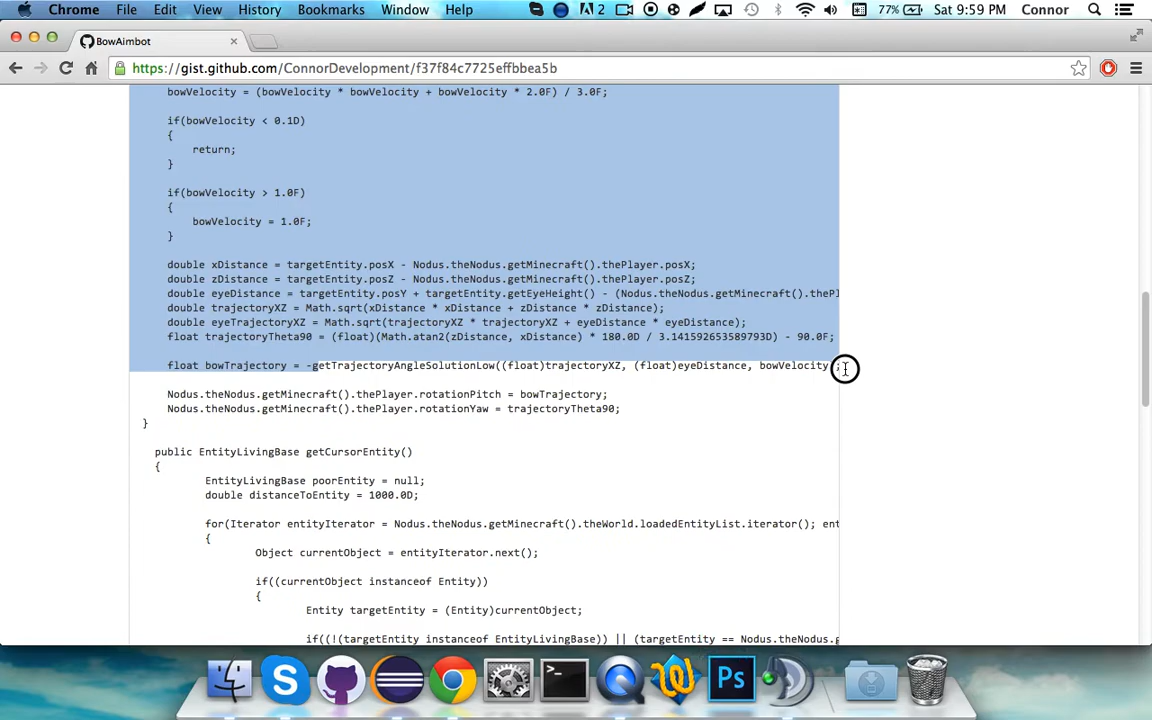 Chrome File Edit View History Bookmarks Window Help 2 77% Sat 9:59 PM Connor
BowAimbot
https://gist.github.com/ConnorDevelopment/f37f84c7725effbbea5b
bowVelocity = (bowVelocity * bowVelocity + bowVelocity * 2.0F) / 3.0F;
if(bowVelocity < 0.1D)
{
return;
}
if(bowVelocity > 1.0F)
{
bowVelocity = 1.0F;
}
double xDistance = targetEntity.posX - Nodus.theNodus.getMinecraft().thePlayer.posX;
double zDistance = targetEntity.posZ - Nodus.theNodus.getMinecraft().thePlayer.posZ;
double eyeDistance = targetEntity.posY + targetEntity.getEyeHeight() - (Nodus.theNodus.getMinecraft().thePl
double trajectoryXZ = Math.sqrt(xDistance * xDistance + zDistance * zDistance);
double eyeTrajectoryXZ = Math.sqrt(trajectoryXZ * trajectoryXZ + eyeDistance * eyeDistance);
float trajectoryTheta90 = (float)(Math.atan2(zDistance, xDistance) * 180.0D / 3.141592653589793D) - 90.0F;
float bowTrajectory = -getTrajectoryAngleSolutionLow((float)trajectoryXZ, (float)eyeDistance, bowVelocity);
Nodus.theNodus.getMinecraft().thePlayer.rotationPitch = bowTrajectory;
Nodus.theNodus.getMinecraft().thePlayer.rotationYaw = trajectoryTheta90;
}
public EntityLivingBase getCursorEntity()
{
EntityLivingBase poorEntity = null;
double distanceToEntity = 1000.0D;
for(Iterator entityIterator = Nodus.theNodus.getMinecraft().theWorld.loadedEntityList.iterator(); ent
{
Object currentObject = entityIterator.next();
if((currentObject instanceof Entity))
{
Entity targetEntity = (Entity)currentObject;
if((!(targetEntity instanceof EntityLivingBase)) || (targetEntity == Nodus.theNodus.g
Ps